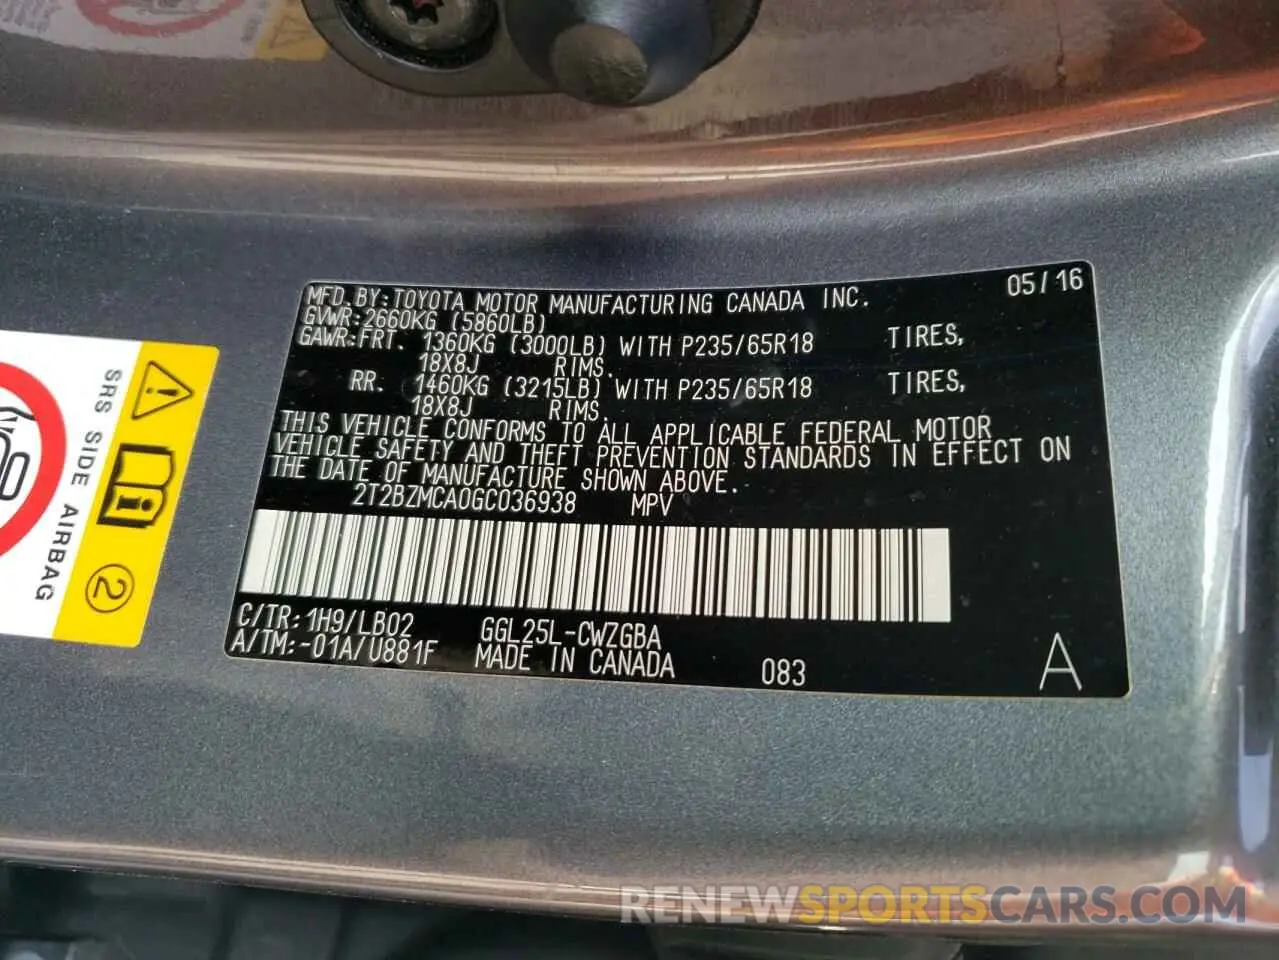 MFD. BY: TOYOTA MOTOR MANUFACTURING CANADA INC. 05/16
GVWR: 2660KG (5860LB)
GAWR: FRT. 1360KG (3000LB) WITH P235/65R18 TIRES,
18X8J RIMS.
RR. 1460KG (3215LB) WITH P235/65R18 TIRES,
18X8J RIMS.
THIS VEHICLE CONFORMS TO ALL APPLICABLE FEDERAL MOTOR
VEHICLE SAFETY AND THEFT PREVENTION STANDARDS IN EFFECT ON
THE DATE OF MANUFACTURE SHOWN ABOVE.
2T2BZMCA0GC036938 MPV
C/TR: 1H9/LB02 GGL25L-CWZGBA
A/TM: -01A/U881F MADE IN CANADA 083 A
SRS SIDE AIRBAG
2
RENEWSPORTSCARS.COM